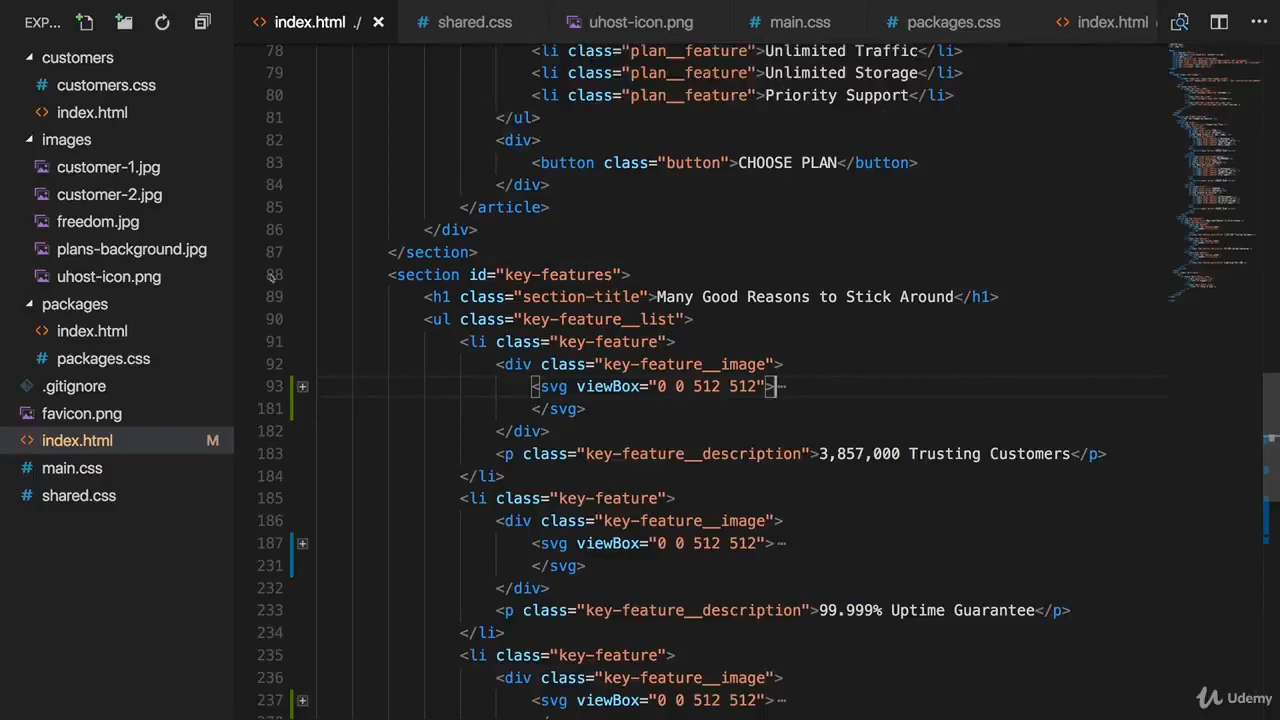 EXP...
index.html ./
shared.css
uhost-icon.png
main.css
packages.css
index.html
customers
customers.css
index.html
images
customer-1.jpg
customer-2.jpg
freedom.jpg
plans-background.jpg
uhost-icon.png
packages
index.html
packages.css
.gitignore
favicon.png
index.html M
main.css
shared.css
78 <li class="plan__feature">Unlimited Traffic</li>
79 <li class="plan__feature">Unlimited Storage</li>
80 <li class="plan__feature">Priority Support</li>
81 </ul>
82 <div>
83 <button class="button">CHOOSE PLAN</button>
84 </div>
85 </article>
86 </div>
87 </section>
88 <section id="key-features">
89 <h1 class="section-title">Many Good Reasons to Stick Around</h1>
90 <ul class="key-feature__list">
91 <li class="key-feature">
92 <div class="key-feature__image">
93 <svg viewBox="0 0 512 512">⋯
181 </svg>
182 </div>
183 <p class="key-feature__description">3,857,000 Trusting Customers</p>
184 </li>
185 <li class="key-feature">
186 <div class="key-feature__image">
187 <svg viewBox="0 0 512 512">⋯
231 </svg>
232 </div>
233 <p class="key-feature__description">99.999% Uptime Guarantee</p>
234 </li>
235 <li class="key-feature">
236 <div class="key-feature__image">
237 <svg viewBox="0 0 512 512">⋯
Udemy